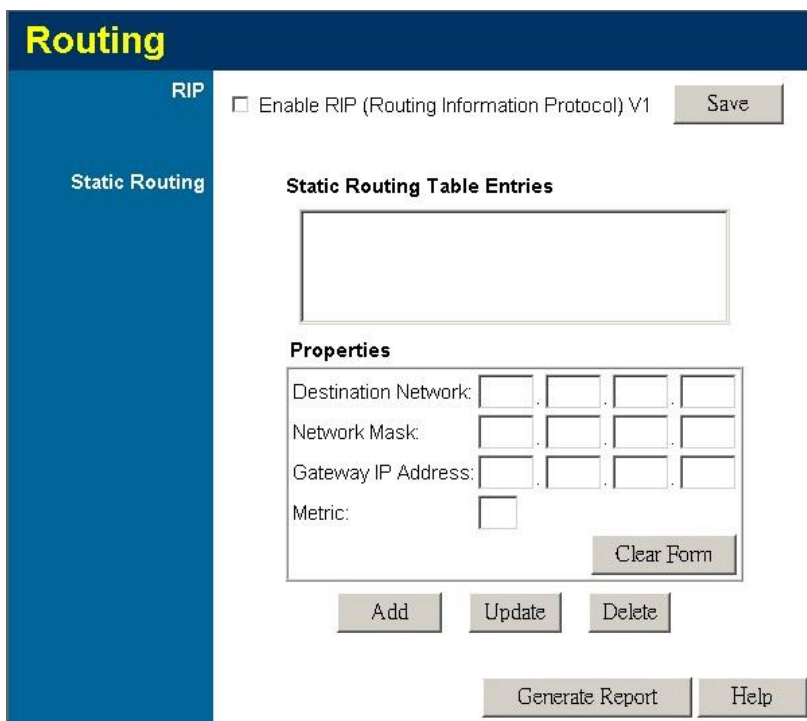 Routing
RIP
Enable RIP (Routing Information Protocol) V1
Save
Static Routing
Static Routing Table Entries
Properties
Destination Network: . . .
Network Mask: . . .
Gateway IP Address: . . .
Metric:
Clear Form
Add
Update
Delete
Generate Report
Help